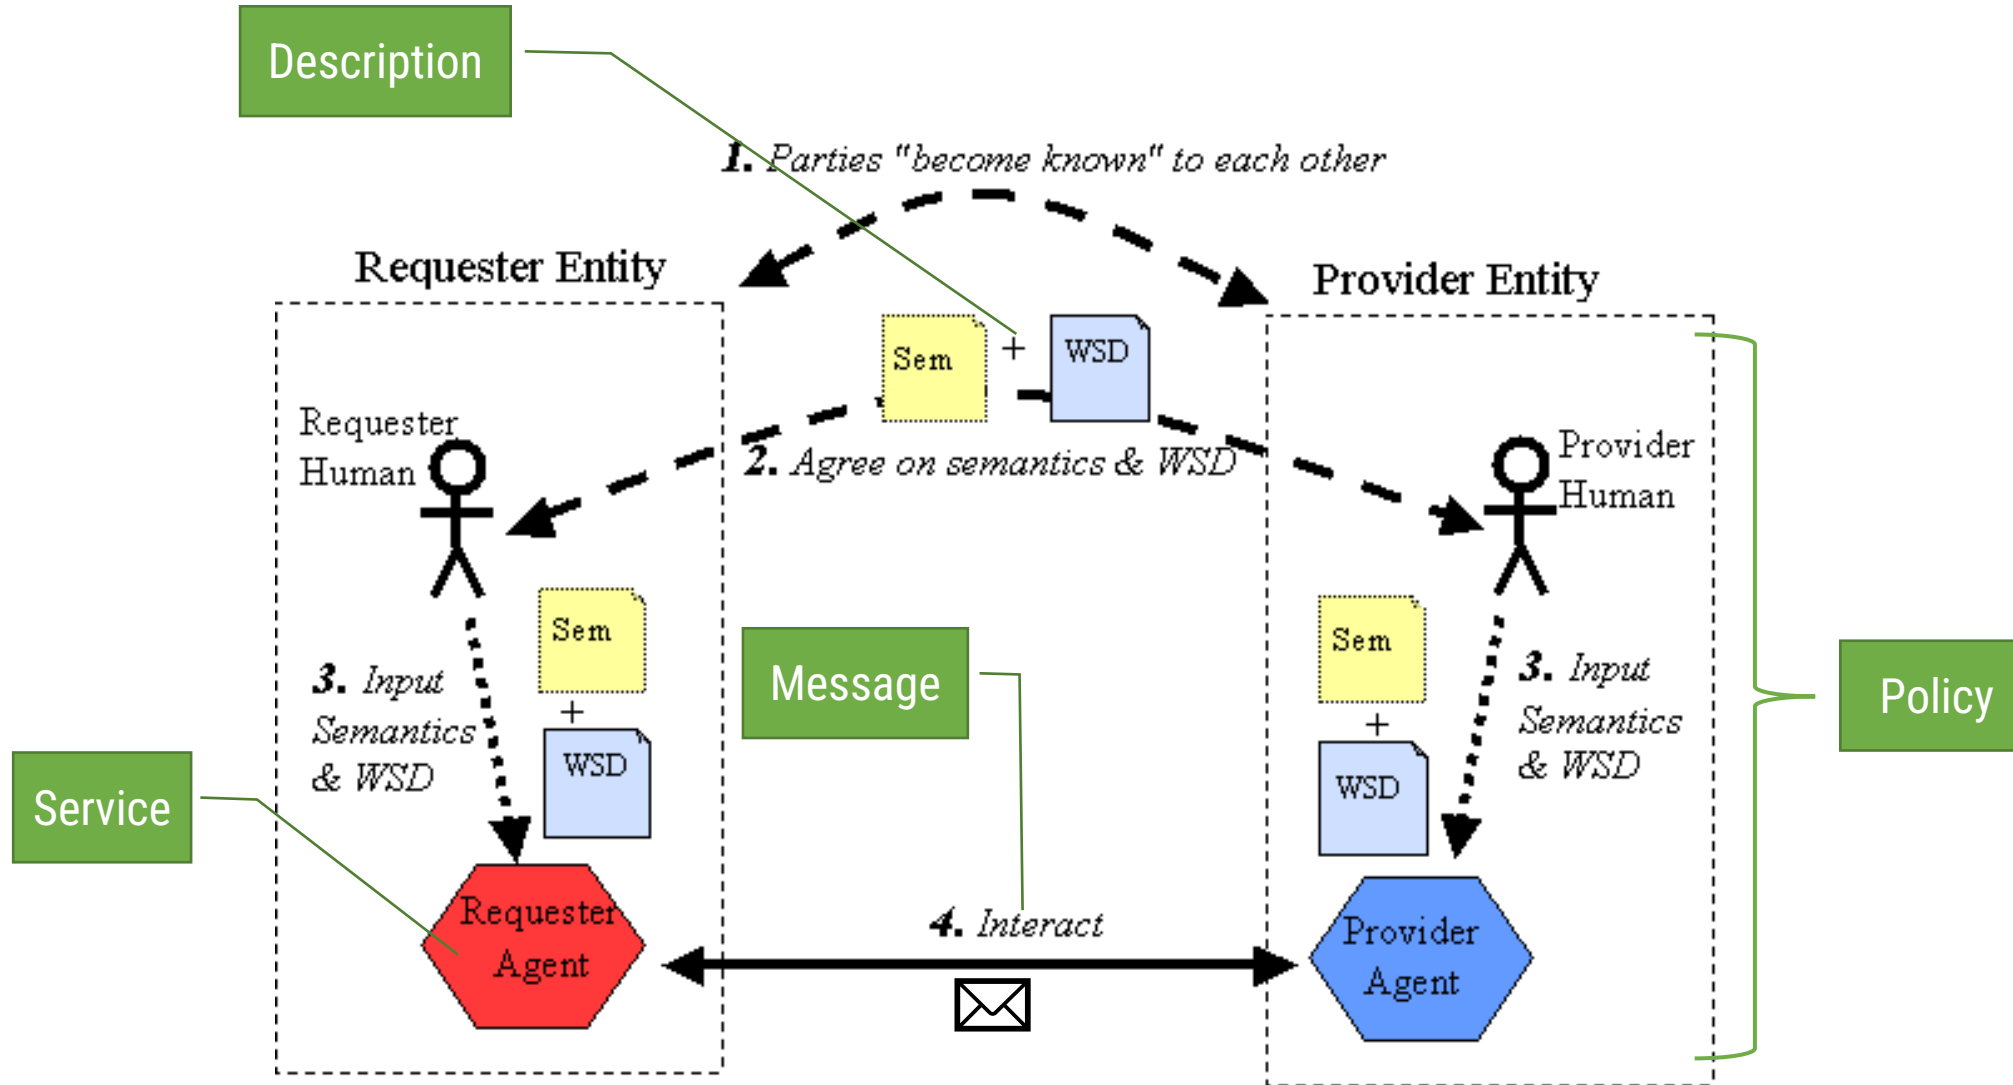 Description
1. Parties "become known" to each other
Requester Entity
Provider Entity
Sem
+
WSD
Requester
Human
2. Agree on semantics & WSD
Provider
Human
Sem
+
WSD
3. Input
Semantics
& WSD
Message
Sem
+
WSD
3. Input
Semantics
& WSD
Policy
Service
Requester
Agent
4. Interact
Provider
Agent